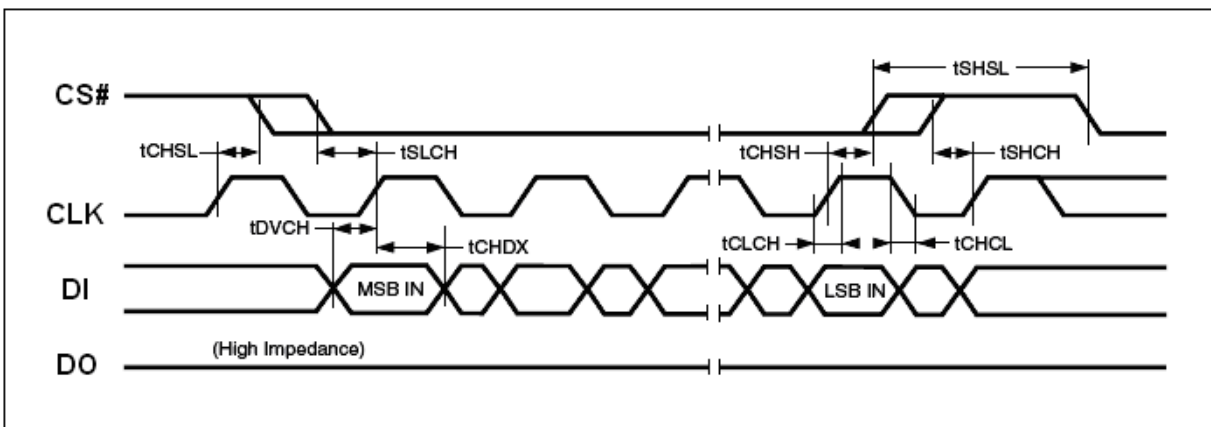 tSHSL
CS#
tCHSL
tSLCH
tCHSH
tSHCH
CLK
tDVCH
tCHDX
tCLCH
tCHCL
DI
MSB IN
LSB IN
(High Impedance)
DO